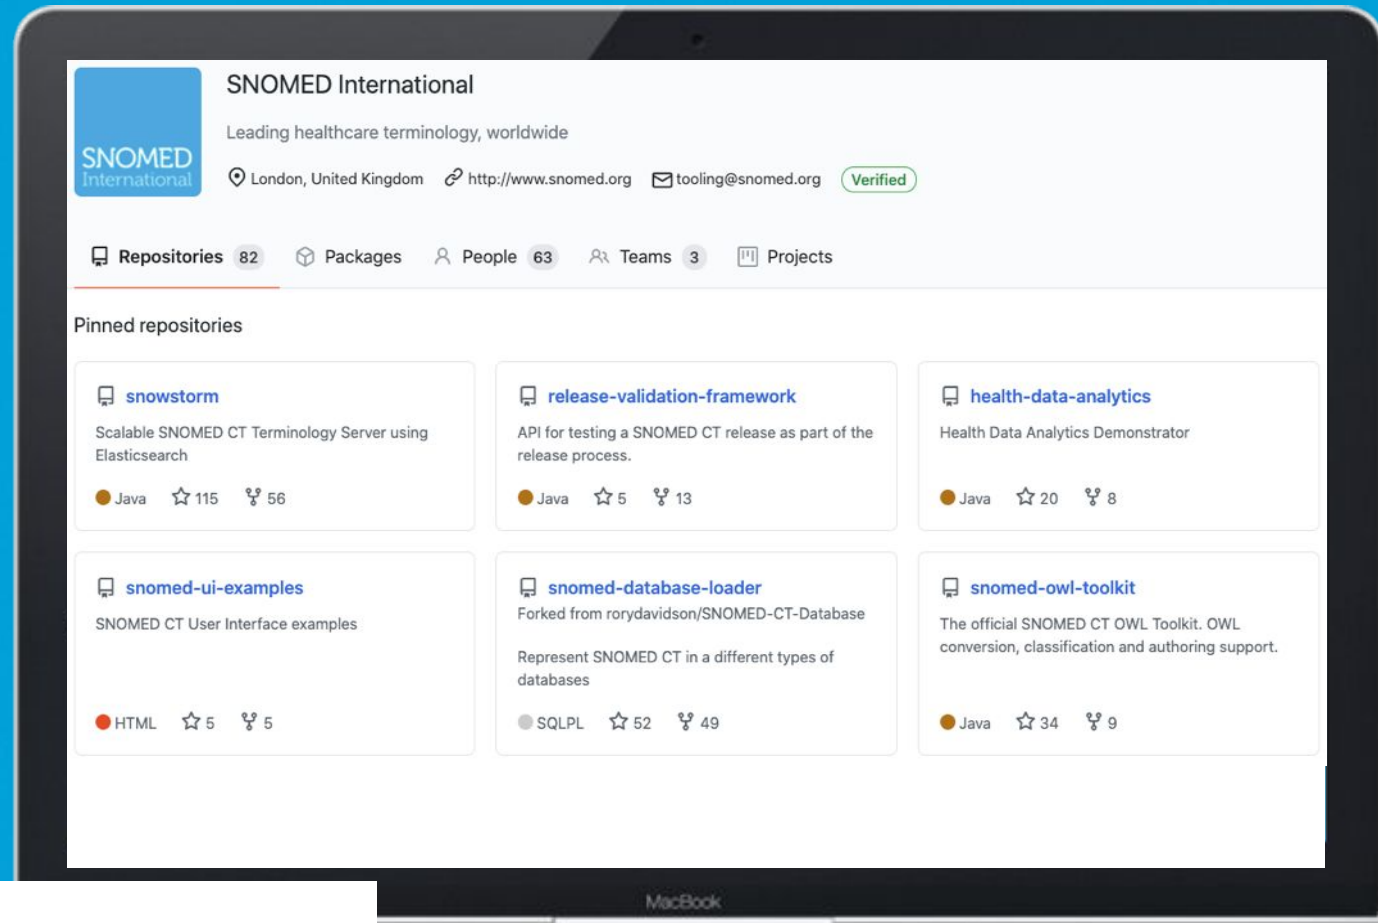 SNOMED International
SNOMED
International
Leading healthcare terminology, worldwide
London, United Kingdom http://www.snomed.org tooling@snomed.org Verified
Repositories 82 Packages People 63 Teams 3 Projects
Pinned repositories
snowstorm
Scalable SNOMED CT Terminology Server using
Elasticsearch
Java 115 56
release-validation-framework
API for testing a SNOMED CT release as part of the
release process.
Java 5 13
health-data-analytics
Health Data Analytics Demonstrator
Java 20 8
snomed-ui-examples
SNOMED CT User Interface examples
HTML 5 5
snomed-database-loader
Forked from rorydavidson/SNOMED-CT-Database
Represent SNOMED CT in a different types of
databases
SQLPL 52 49
snomed-owl-toolkit
The official SNOMED CT OWL Toolkit. OWL
conversion, classification and authoring support.
Java 34 9
MacBook